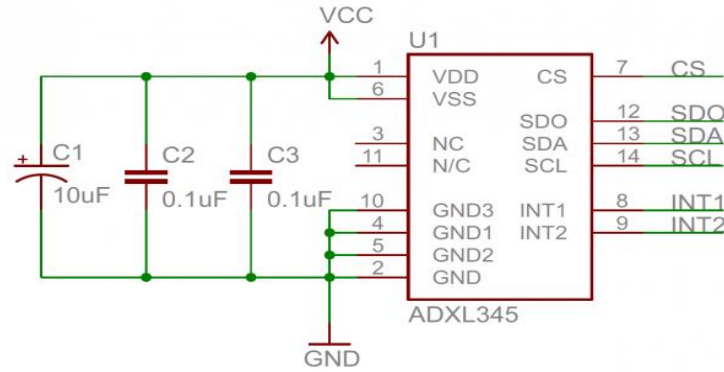 VCC
U1
1 VDD CS 7 CS
6 VSS
SDO 12 SDO
3 NC SDA 13 SDA
11 N/C SCL 14 SCL
+ C1 C2 C3
10uF 0.1uF 0.1uF
10 GND3 INT1 8 INT1
4 GND1 INT2 9 INT2
5 GND2
2 GND
ADXL345
GND